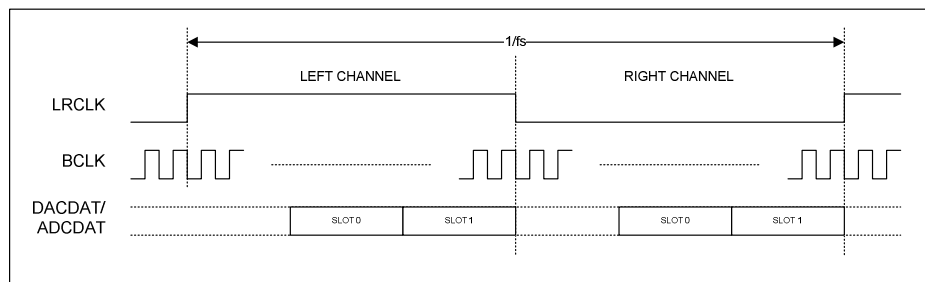 1/fs
LEFT CHANNEL RIGHT CHANNEL
LRCLK
BCLK
DACDAT/
ADCDAT
SLOT 0 SLOT 1 SLOT 0 SLOT 1